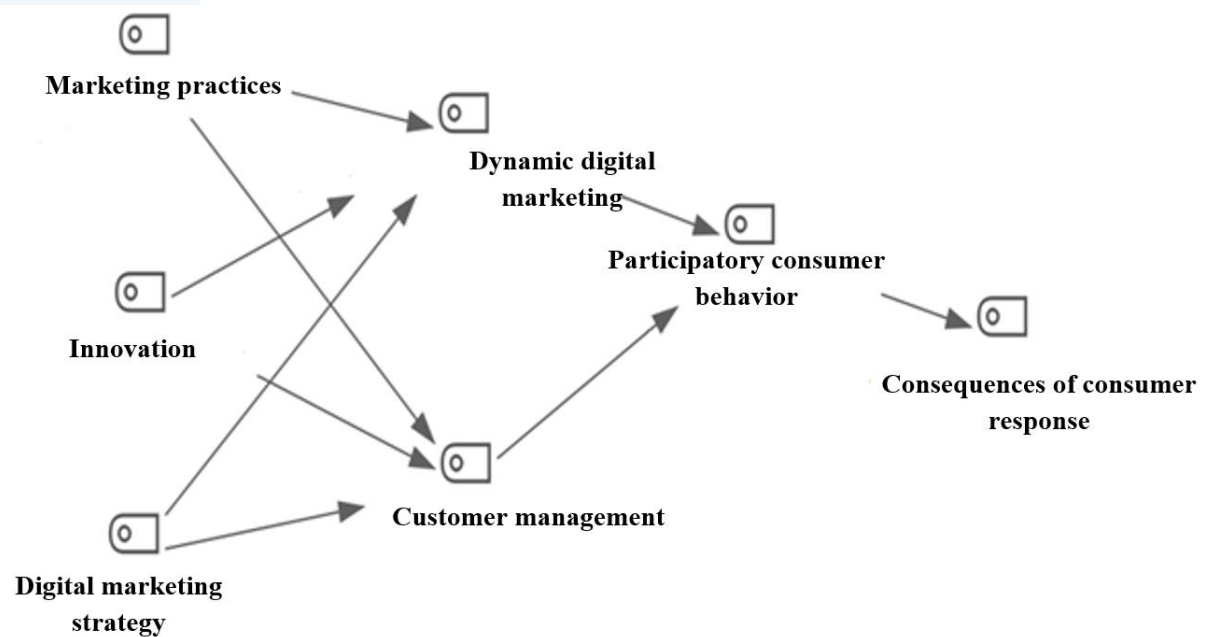 Marketing practices
Dynamic digital
marketing
Participatory consumer
behavior
Innovation
Consequences of consumer
response
Customer management
Digital marketing
strategy